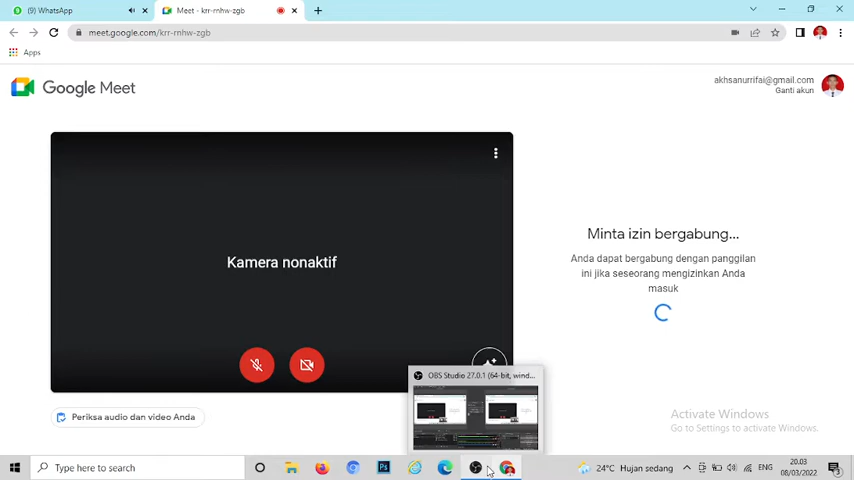 (9) WhatsApp
Meet - krr-rnhw-zgb
meet.google.com/krr-rnhw-zgb
Apps
Google Meet
akhsanurrifai@gmail.com
Ganti akun
Kamera nonaktif
Minta izin bergabung...
Anda dapat bergabung dengan panggilan
ini jika seseorang mengizinkan Anda
masuk
OBS Studio 27.0.1 (64-bit, wind...
Periksa audio dan video Anda
Activate Windows
Go to Settings to activate Windows.
Type here to search
Ps
24°C Hujan sedang
ENG
20.03
08/03/2022
3